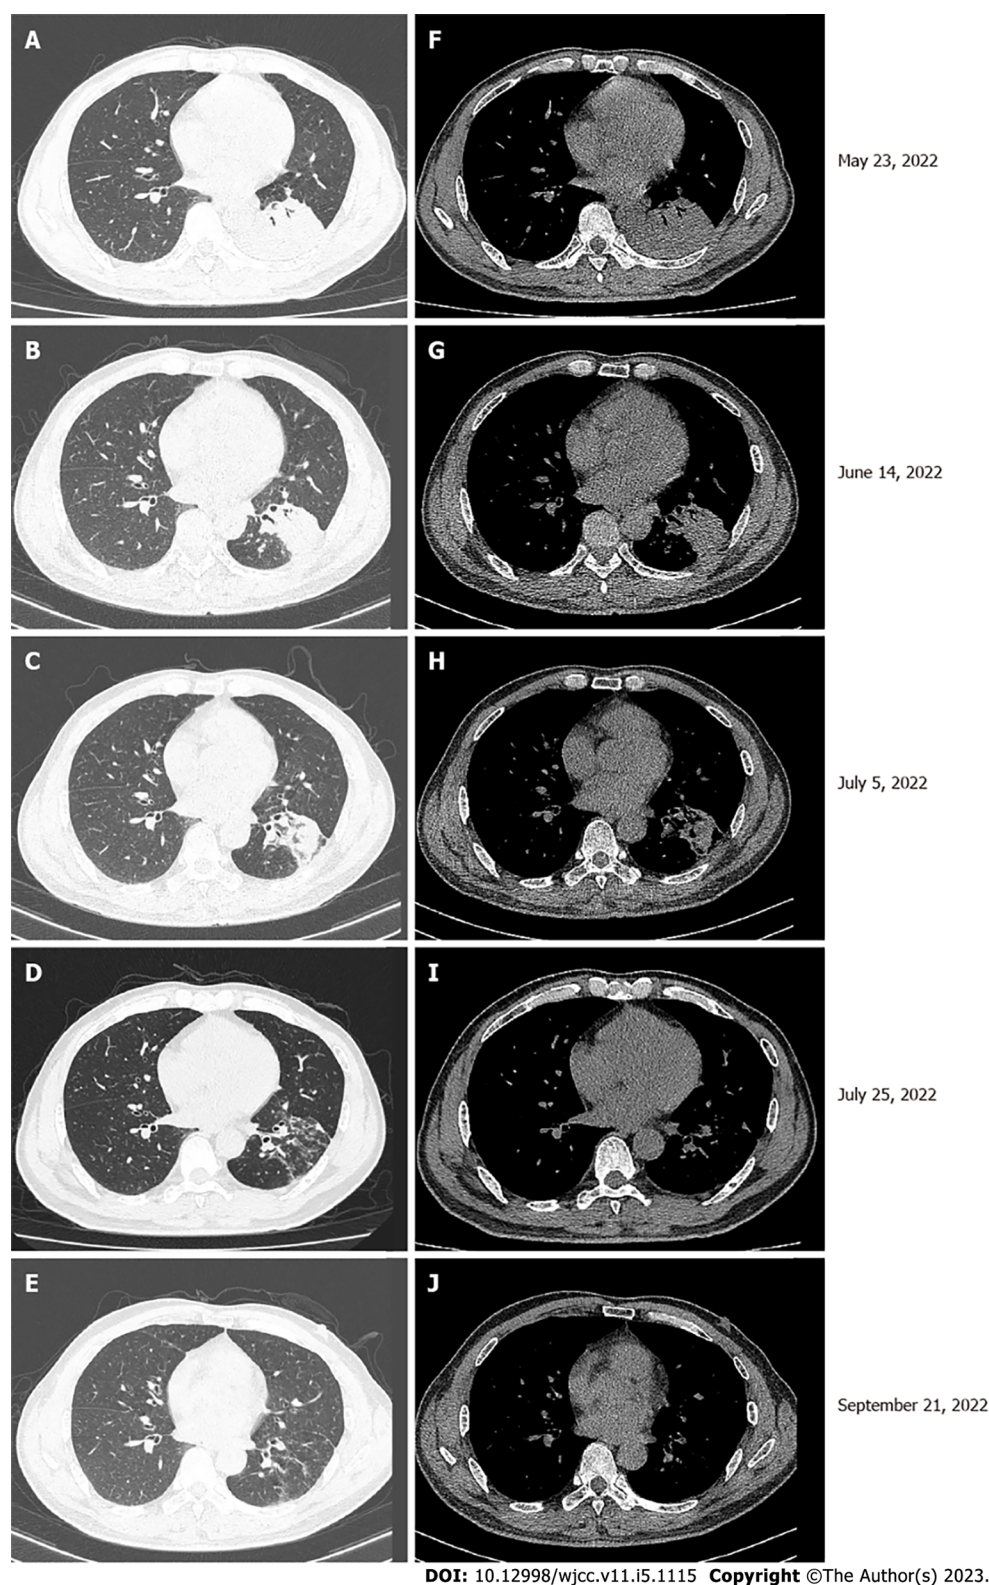 A
F
May 23, 2022
B
G
June 14, 2022
C
H
July 5, 2022
D
I
July 25, 2022
E
J
September 21, 2022
DOI: 10.12998/wjcc.v11.i5.1115 Copyright ©The Author(s) 2023.